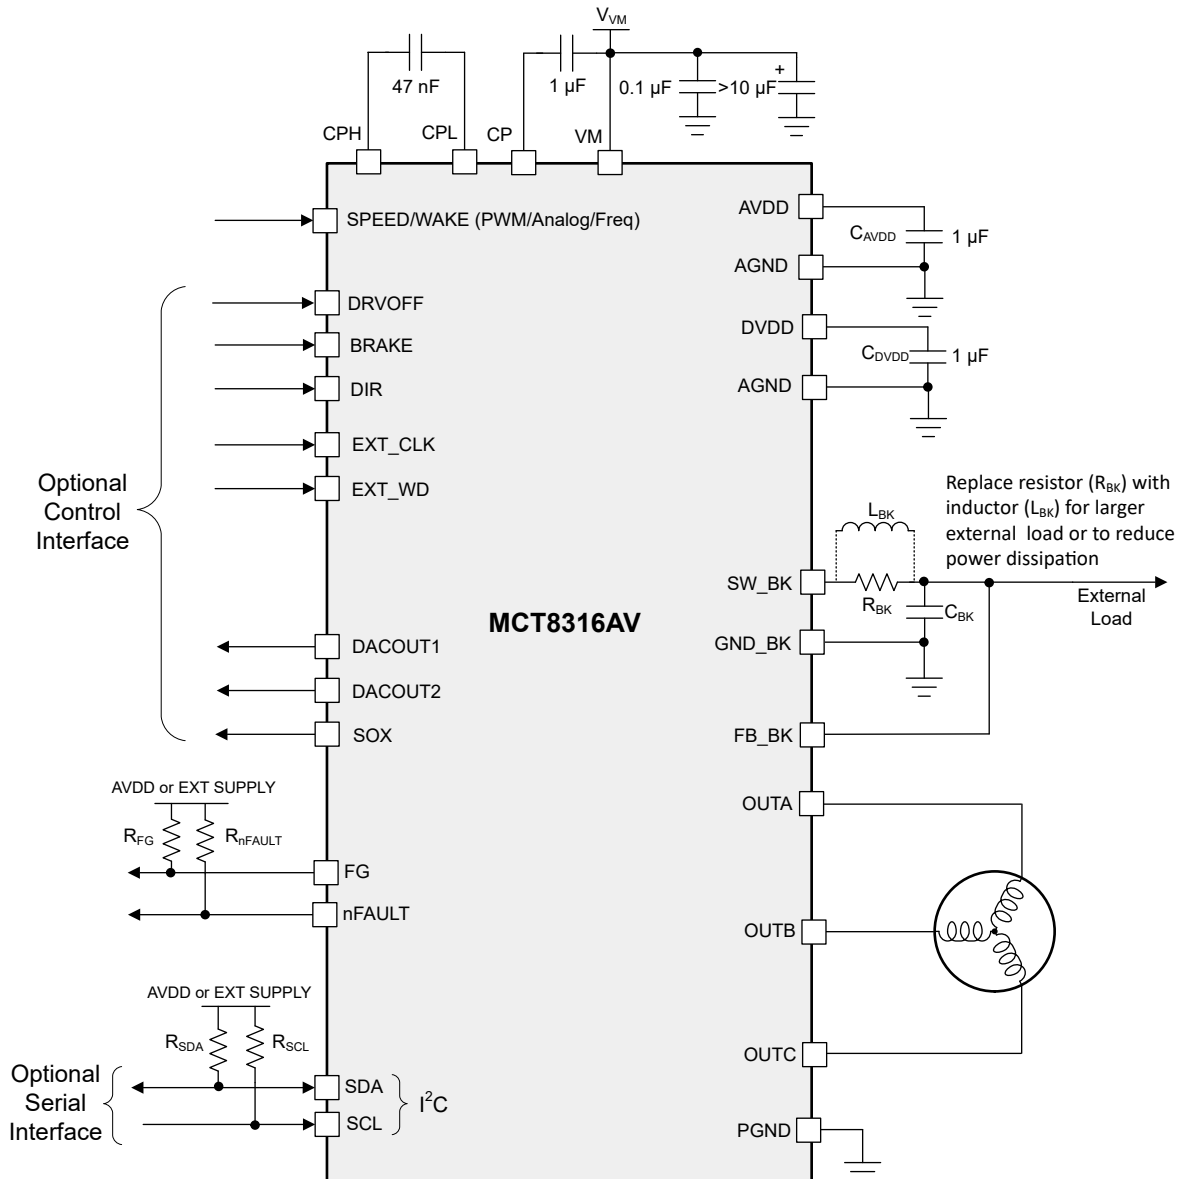 V_VM
+
47 nF
1 µF
0.1 µF
>10 µF
CPH
CPL
CP
VM
SPEED/WAKE (PWM/Analog/Freq)
AVDD
C_AVDD
1 µF
AGND
DRVOFF
DVDD
BRAKE
C_DVDD
1 µF
DIR
AGND
EXT_CLK
EXT_WD
Optional
Control
Interface
Replace resistor (R_BK) with
inductor (L_BK) for larger
external load or to reduce
power dissipation
L_BK
SW_BK
R_BK
C_BK
External
Load
MCT8316AV
GND_BK
DACOUT1
DACOUT2
SOX
FB_BK
AVDD or EXT SUPPLY
R_FG
R_nFAULT
OUTA
FG
nFAULT
OUTB
AVDD or EXT SUPPLY
R_SDA
R_SCL
OUTC
Optional
Serial
Interface
SDA
SCL
I²C
PGND